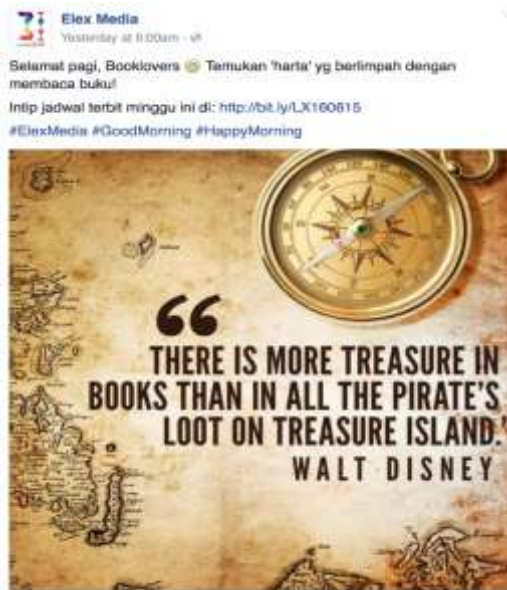 Elex Media
Yesterday at 9:00am
Selamat pagi, Booklovers Temukan 'harta' yg berlimpah dengan
membaca buku!
Intip jadwal terbit minggu ini di: http://bit.ly/LX160615
#ElexMedia #GoodMorning #HappyMorning
“
THERE IS MORE TREASURE IN
BOOKS THAN IN ALL THE PIRATE'S
LOOT ON TREASURE ISLAND.
WALT DISNEY